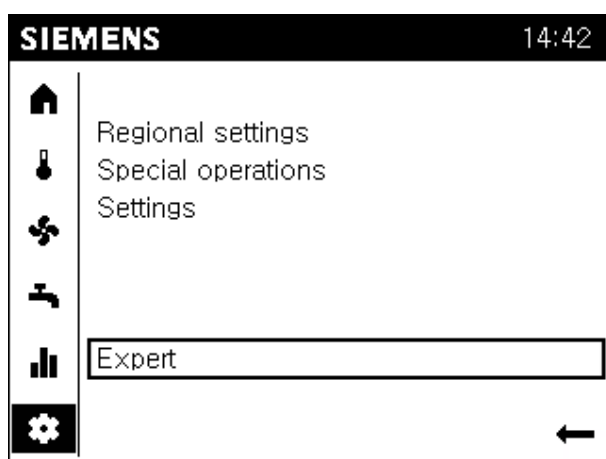 SIEMENS 14:42
Regional settings
Special operations
Settings
Expert